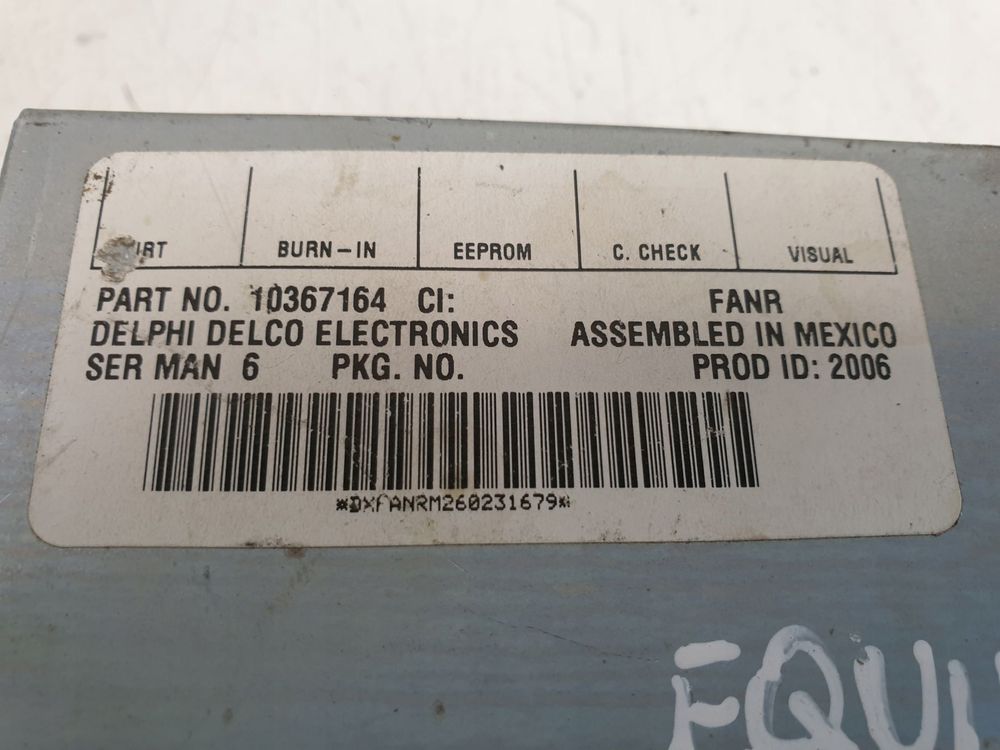 BURN-IN EEPROM C. CHECK VISUAL
PART NO. 10367164 CI: FANR
DELPHI DELCO ELECTRONICS ASSEMBLED IN MEXICO
SER MAN 6 PKG. NO. PROD ID: 2006
*DXFANRM260231679*
EQUI